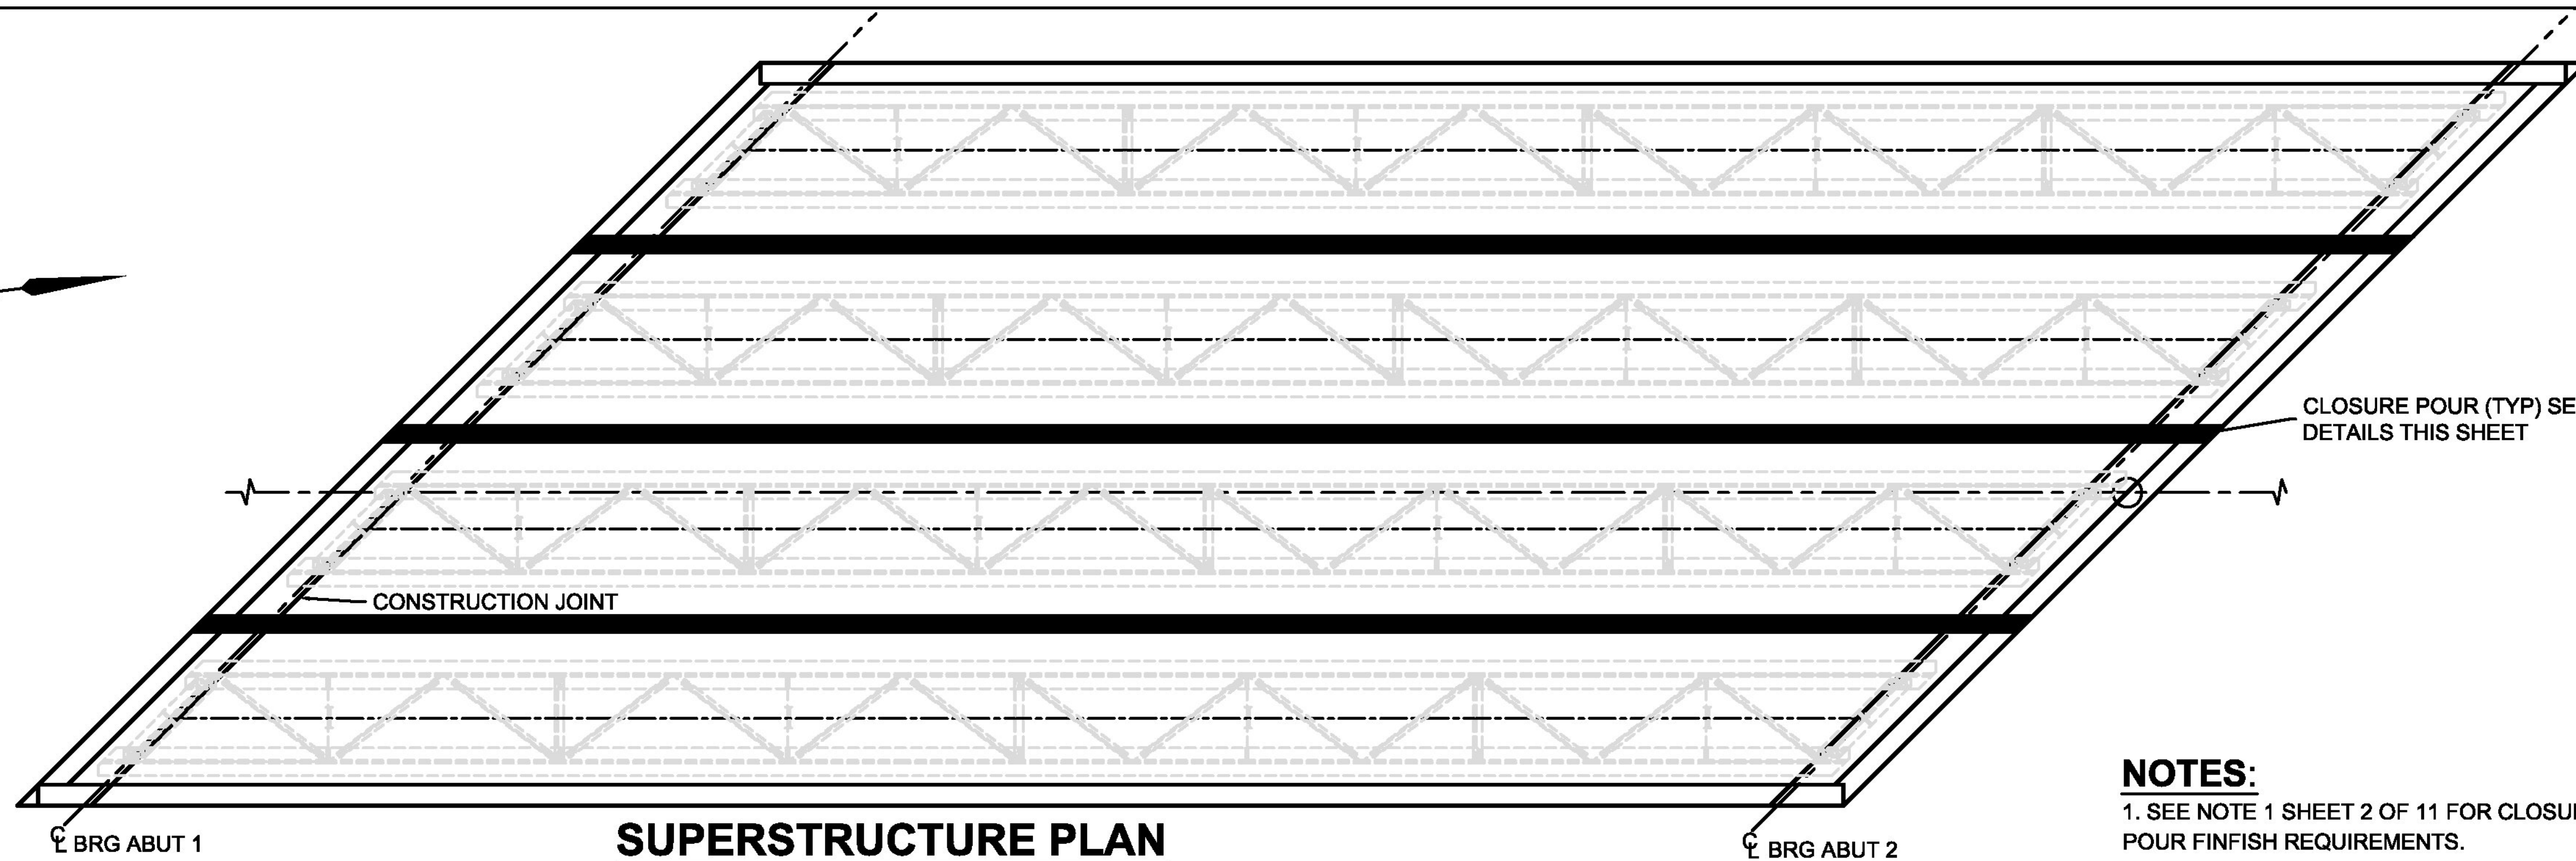 CLOSURE POUR (TYP) SE
DETAILS THIS SHEET
CONSTRUCTION JOINT
℄ BRG ABUT 1
SUPERSTRUCTURE PLAN
℄ BRG ABUT 2
NOTES:
1. SEE NOTE 1 SHEET 2 OF 11 FOR CLOSU
POUR FINFISH REQUIREMENTS.